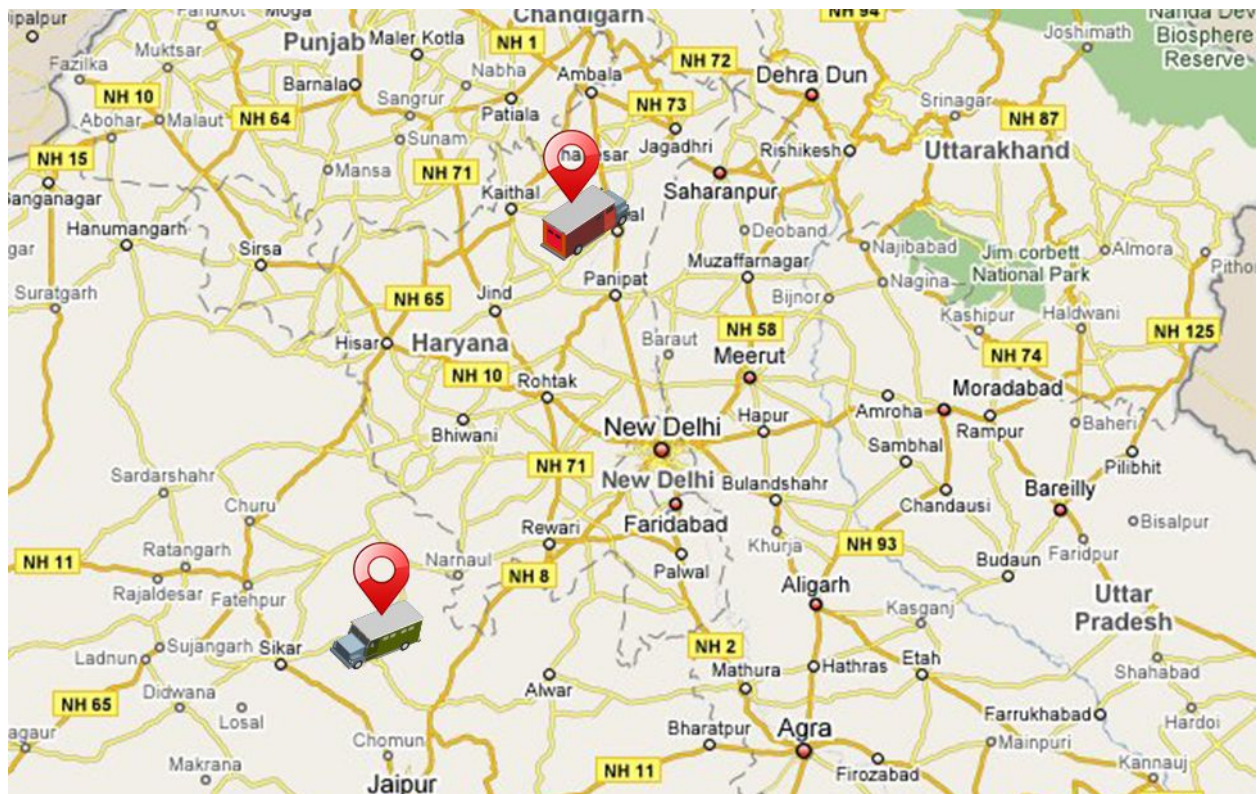 Chandigarh
NH 94
Nanda Dev
Biosphere
Reserve
Joshimath
Moga
Muktsar
Punjab
Maler Kotla
NH 1
Fazilka
Barnala
Nabha
Ambala
NH 72
Dehra Dun
NH 10
Abohar
Malaut
NH 64
Sangrur
Patiala
NH 73
Srinagar
NH 87
Sunam
Jagadhri
Rishikesh
Uttarakhand
NH 15
Mansa
NH 71
Kaithal
Saharanpur
Hanumangarh
Sirsa
Deoband
Najibabad
Jim corbett
National Park
Almora
Muzaffarnagar
Suratgarh
NH 65
Jind
Panipat
Bijnor
Nagina
Kashipur
Haldwani
NH 125
Hisar
Haryana
Baraut
NH 58
Meerut
NH 74
NH 10
Rohtak
Moradabad
Amroha
Rampur
Bhiwani
New Delhi
Hapur
Baheri
Sambhal
Pilibhit
Sardarshahr
NH 71
New Delhi
Bulandshahr
Chandausi
Bareilly
Churu
Rewari
Faridabad
Khurja
NH 93
Bisalpur
Faridpur
NH 11
Ratangarh
Narnaul
NH 8
Palwal
Budaun
Rajaldesar
Fatehpur
Aligarh
Kasganj
Uttar
Pradesh
Sujangarh
Sikar
NH 2
Ladnun
Mathura
Hathras
Etah
Shahabad
Didwana
Alwar
NH 65
Losal
Farrukhabad
Hardoi
Bharatpur
Agra
Mainpuri
Chomun
Makrana
Jaipur
NH 11
Firozabad
Kannauj